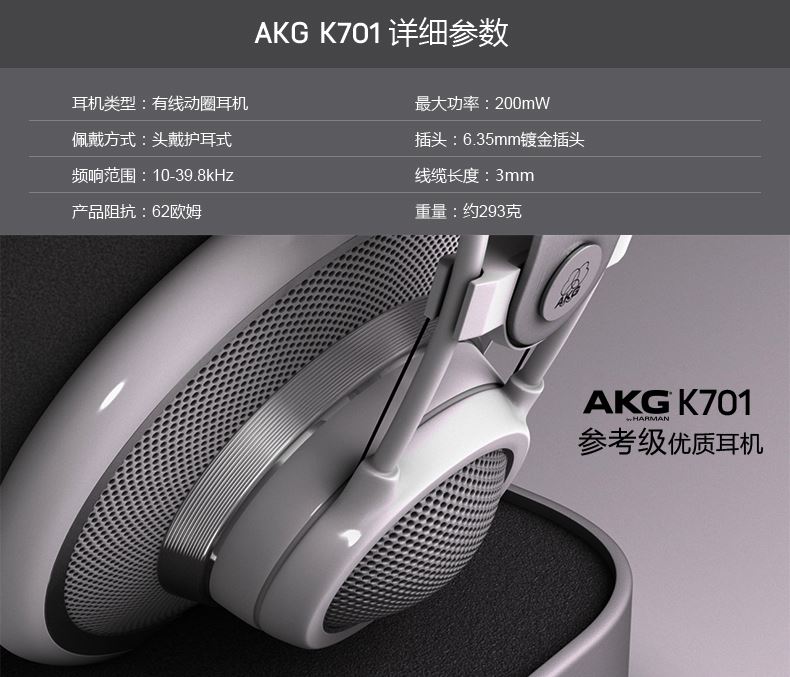 AKG K701 详细参数
耳机类型：有线动圈耳机
最大功率：200mW
佩戴方式：头戴护耳式
插头：6.35mm镀金插头
频响范围：10-39.8kHz
线缆长度：3mm
产品阻抗：62欧姆
重量：约293克
AKG
AKG K701
by HARMAN
参考级优质耳机